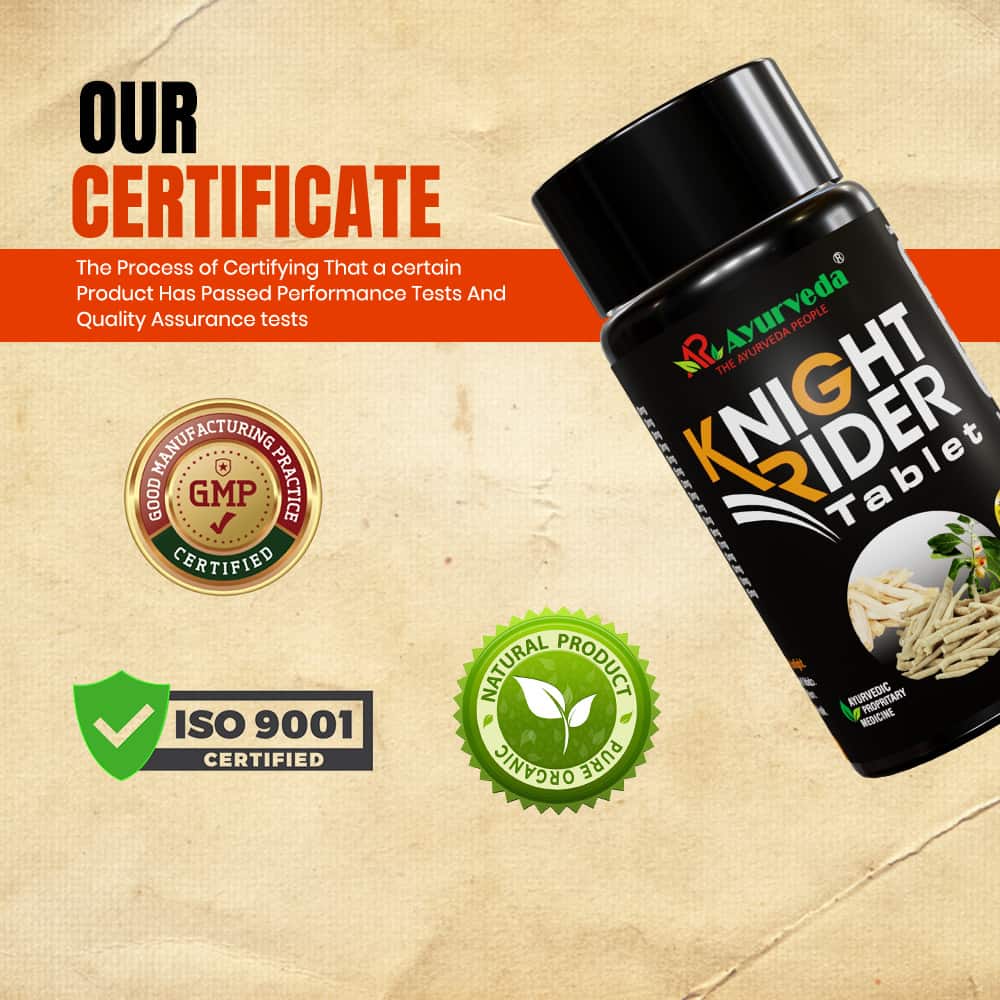 OUR
CERTIFICATE
The Process of Certifying That a certain
Product Has Passed Performance Tests And
Quality Assurance tests
AR Ayurveda ®
THE AYURVEDA PEOPLE
KNIGHT
RIDER
Tablet
GOOD MANUFACTURING PRACTICE
GMP
CERTIFIED
NATURAL PRODUCT
PURE ORGANIC
ISO 9001
CERTIFIED
AYURVEDIC
PROPRITARY
MEDICINE